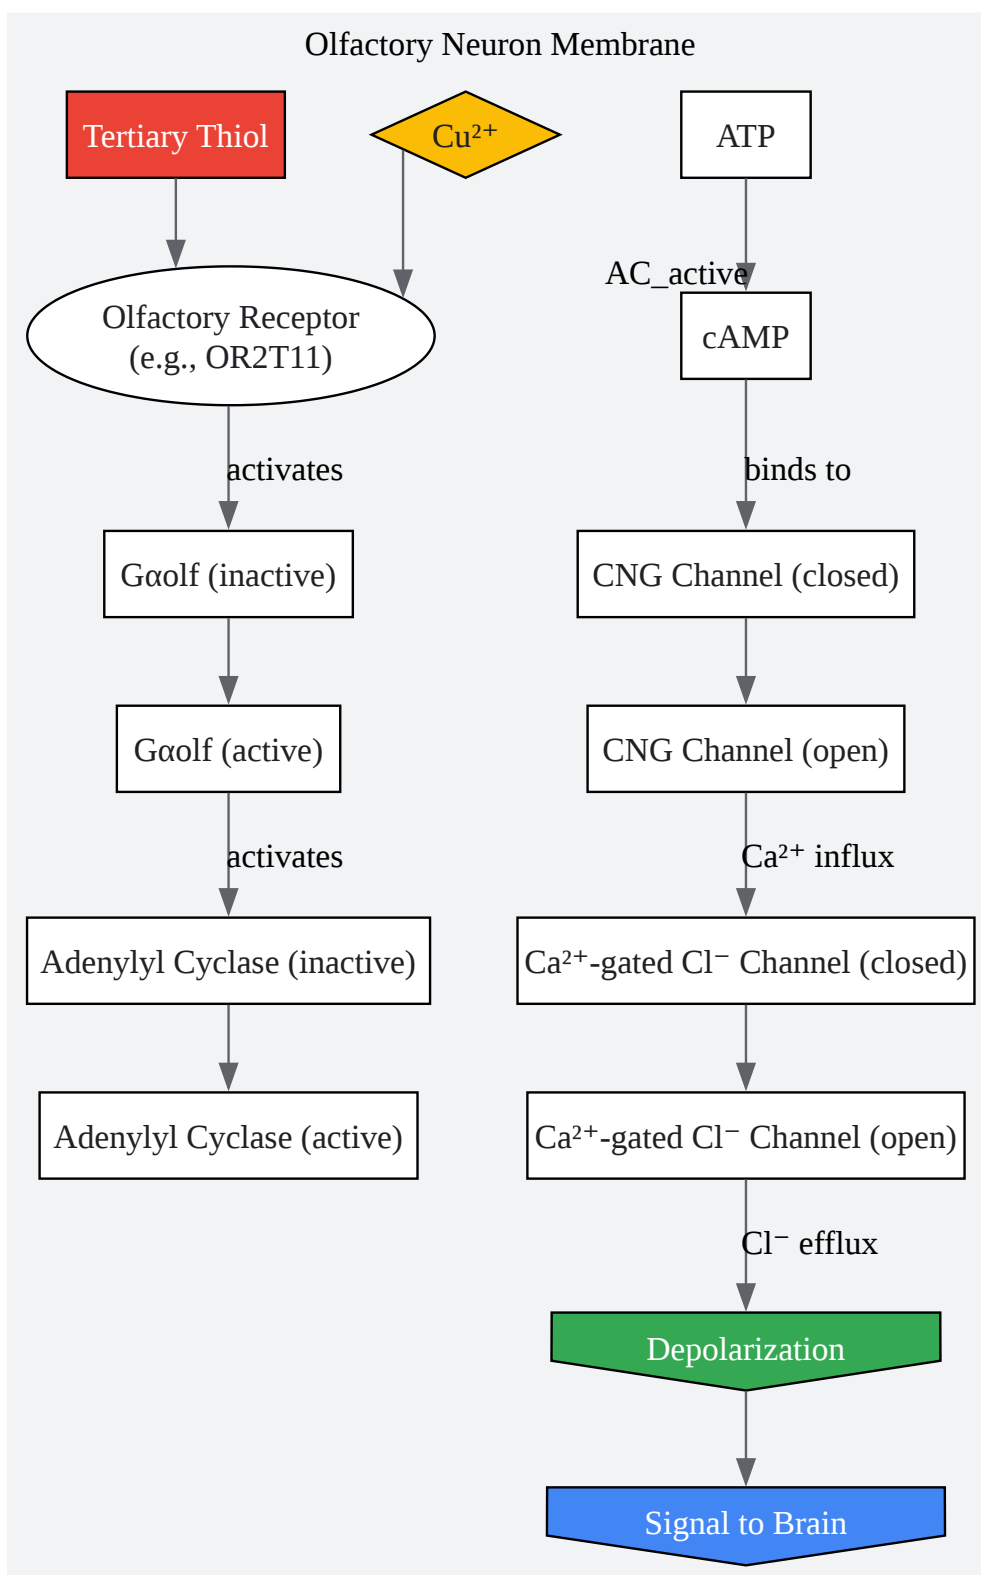 Olfactory Neuron Membrane
Tertiary Thiol
Cu²⁺
ATP
AC_active
Olfactory Receptor
(e.g., OR2T11)
cAMP
activates
binds to
Gαolf (inactive)
CNG Channel (closed)
Gαolf (active)
CNG Channel (open)
activates
Ca²⁺ influx
Adenylyl Cyclase (inactive)
Ca²⁺-gated Cl⁻ Channel (closed)
Adenylyl Cyclase (active)
Ca²⁺-gated Cl⁻ Channel (open)
Cl⁻ efflux
Depolarization
Signal to Brain